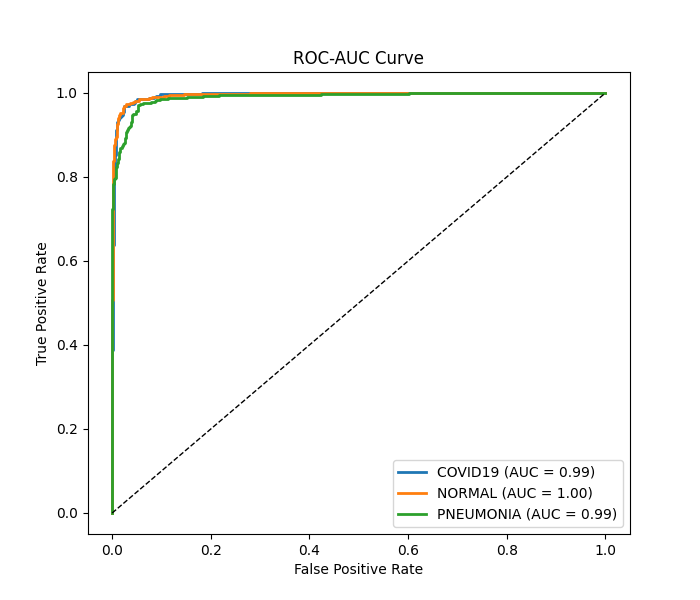 ROC-AUC Curve
True Positive Rate
1.0
0.8
0.6
0.4
0.2
0.0
COVID19 (AUC = 0.99)
NORMAL (AUC = 1.00)
PNEUMONIA (AUC = 0.99)
0.0 0.2 0.4 0.6 0.8 1.0
False Positive Rate